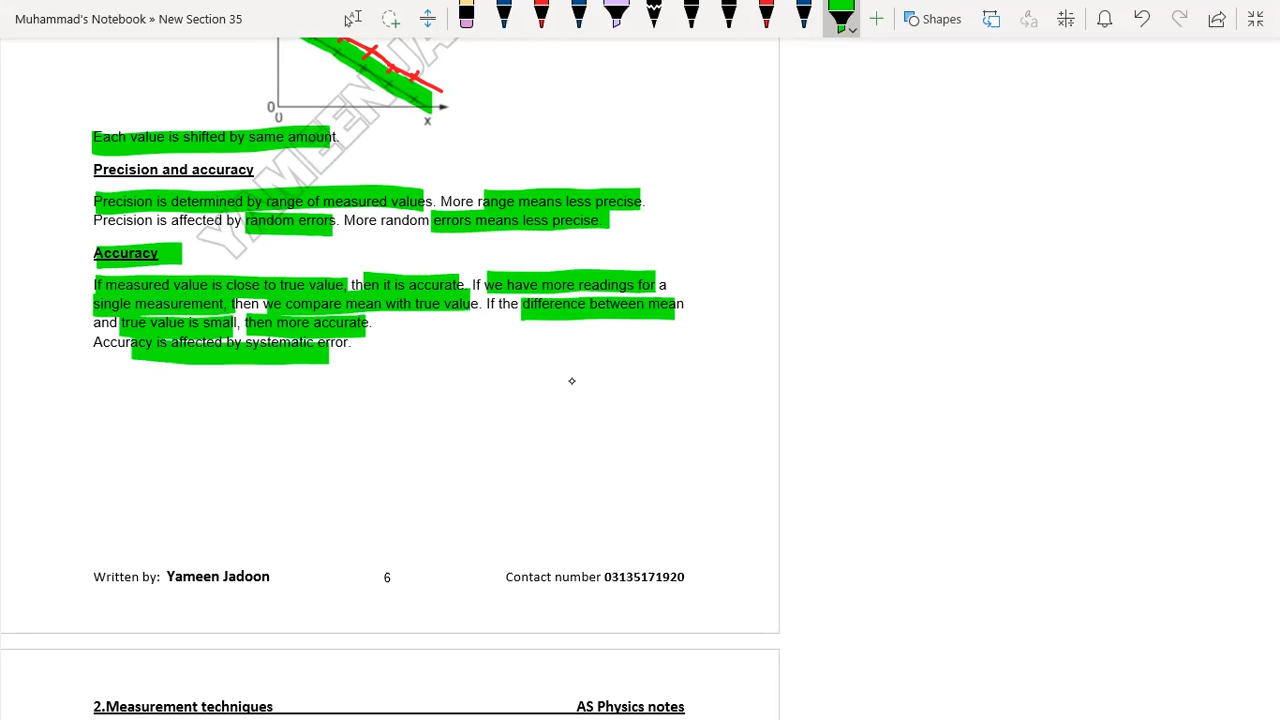 Muhammad's Notebook » New Section 35
Shapes
0
0
x
Each value is shifted by same amount.
Precision and accuracy
Precision is determined by range of measured values. More range means less precise.
Precision is affected by random errors. More random errors means less precise.
Accuracy
If measured value is close to true value, then it is accurate. If we have more readings for a
single measurement, then we compare mean with true value. If the difference between mean
and true value is small, then more accurate.
Accuracy is affected by systematic error.
YAMEEN JA
Written by: Yameen Jadoon 6 Contact number 03135171920
2.Measurement techniques AS Physics notes